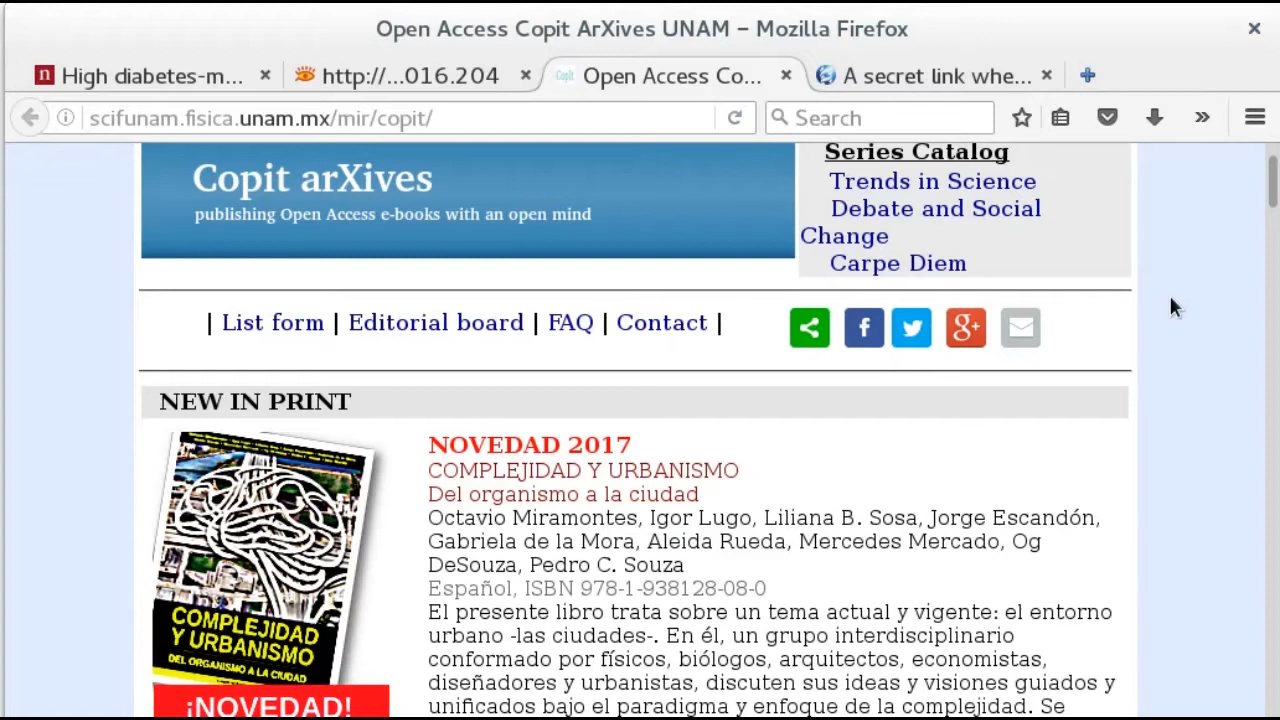 Open Access Copit ArXives UNAM – Mozilla Firefox
High diabetes-m...
http://...016.204
Open Access Co...
A secret link whe...
scifunam.fisica.unam.mx/mir/copit/
Search
Copit arXives
publishing Open Access e-books with an open mind
Series Catalog
Trends in Science
Debate and Social
Change
Carpe Diem
| List form | Editorial board | FAQ | Contact |
NEW IN PRINT
COMPLEJIDAD
Y URBANISMO
DEL ORGANISMO A LA CIUDAD
¡NOVEDAD!
NOVEDAD 2017
COMPLEJIDAD Y URBANISMO
Del organismo a la ciudad
Octavio Miramontes, Igor Lugo, Liliana B. Sosa, Jorge Escandón,
Gabriela de la Mora, Aleida Rueda, Mercedes Mercado, Og
DeSouza, Pedro C. Souza
Español, ISBN 978-1-938128-08-0
El presente libro trata sobre un tema actual y vigente: el entorno
urbano -las ciudades-. En él, un grupo interdisciplinario
conformado por físicos, biólogos, arquitectos, economistas,
diseñadores y urbanistas, discuten sus ideas y visiones guiados y
unificados bajo el paradigma y enfoque de la complejidad. Se